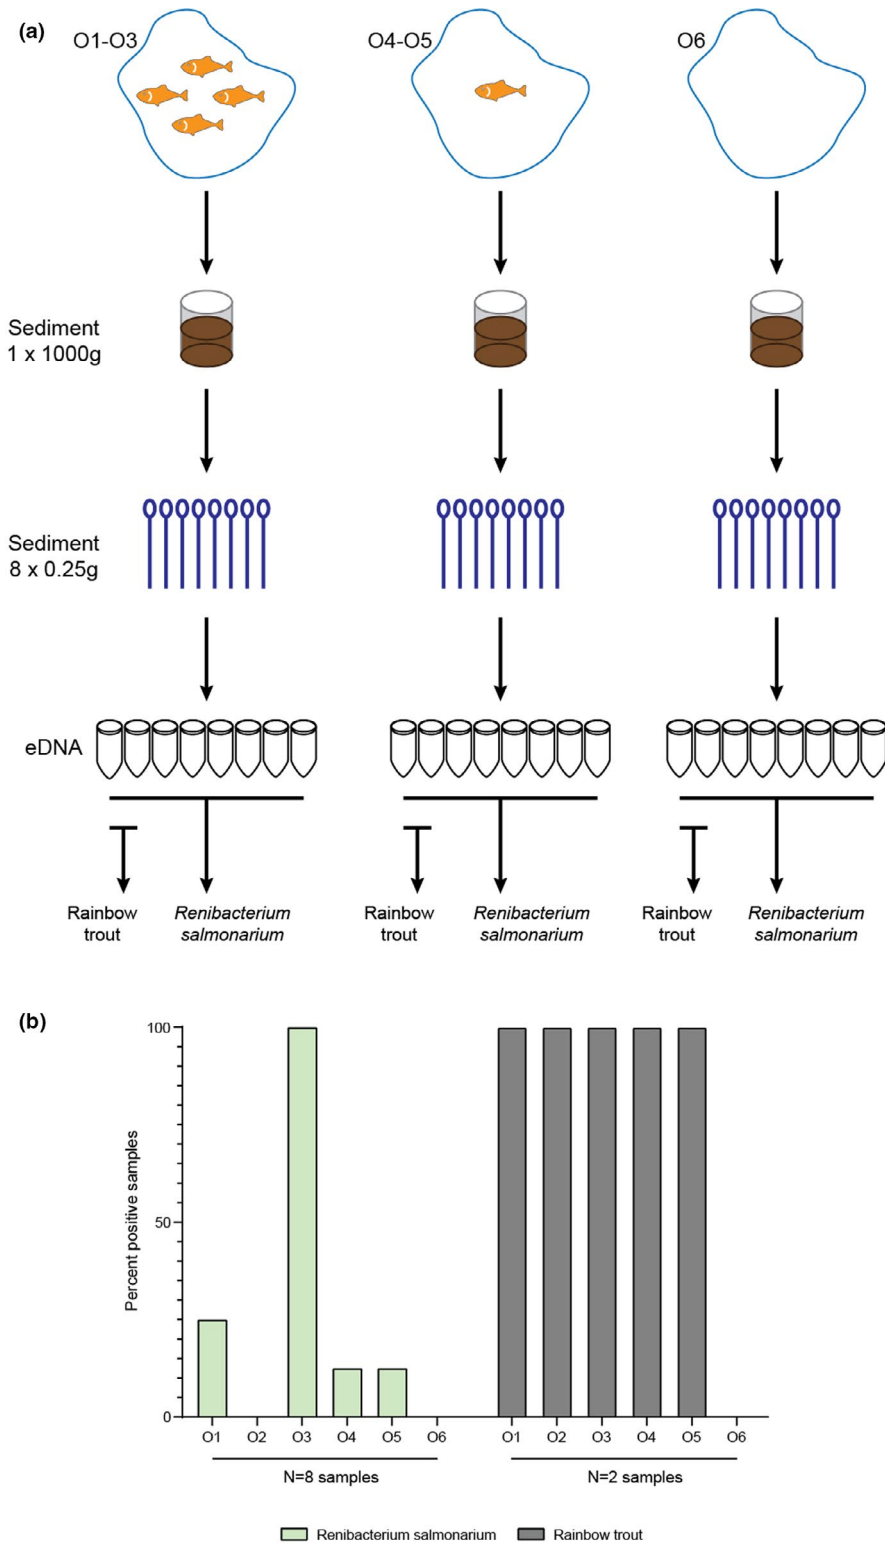 (a)
O1-O3
O4-O5
O6
Sediment
1 x 1000g
Sediment
8 x 0.25g
eDNA
Rainbow
trout
Renibacterium
salmonarium
Rainbow
trout
Renibacterium
salmonarium
Rainbow
trout
Renibacterium
salmonarium
(b)
Percent positive samples
100
50
0
O1 O2 O3 O4 O5 O6 O1 O2 O3 O4 O5 O6
N=8 samples
N=2 samples
Renibacterium salmonarium
Rainbow trout